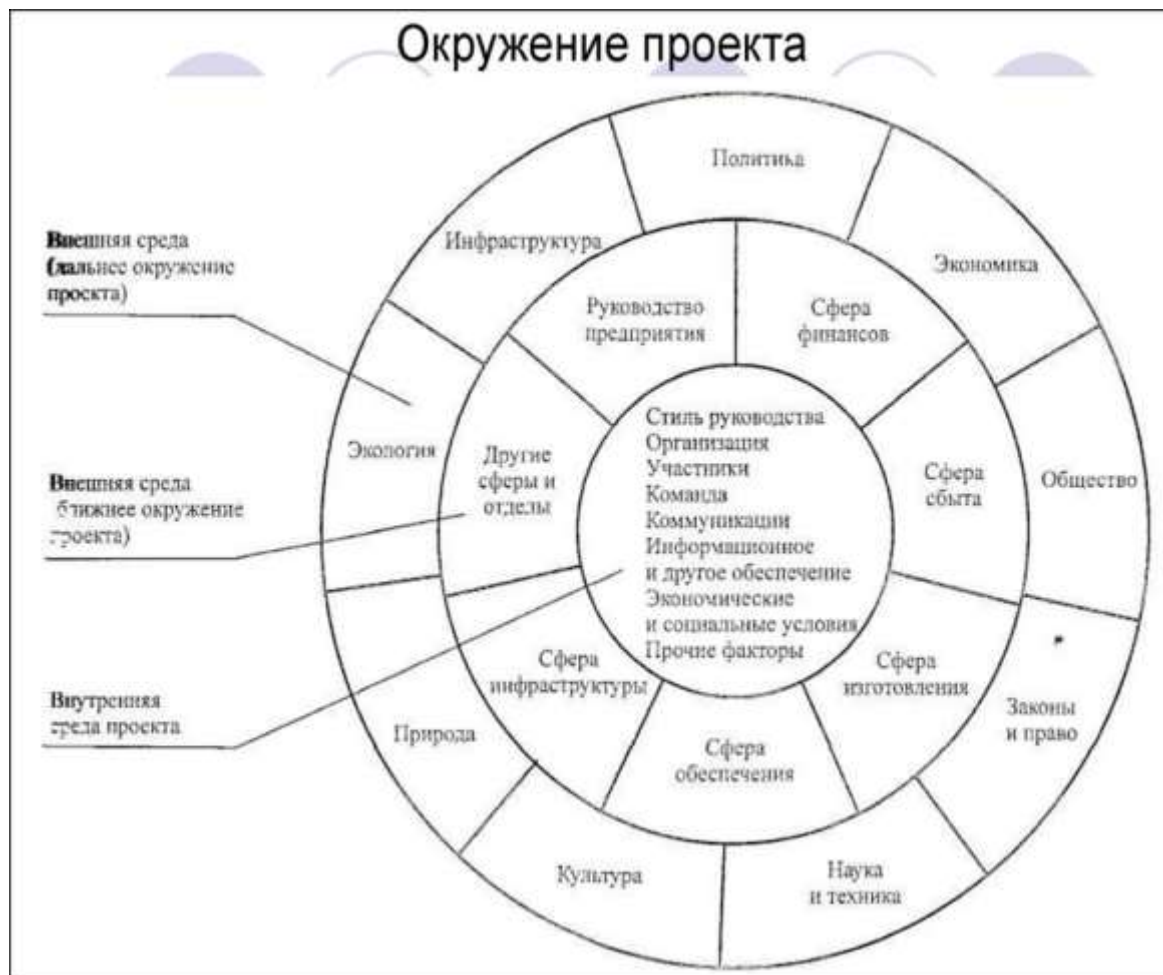 Окружение проекта
Политика
Инфраструктура
Экономика
Внешняя среда
(дальнее окружение
проекта)
Руководство
предприятия
Сфера
финансов
Экология
Другие
сферы и
отделы
Стиль руководства
Организация
Участники
Команда
Коммуникации
Информационное
и другое обеспечение
Экономические
и социальные условия
Прочие факторы
Сфера
сбыта
Общество
Внешняя среда
(ближнее окружение
проекта)
Внутренняя
среда проекта
Сфера
инфраструктуры
Сфера
изготовления
Законы
и право
Природа
Сфера
обеспечения
Культура
Наука
и техника